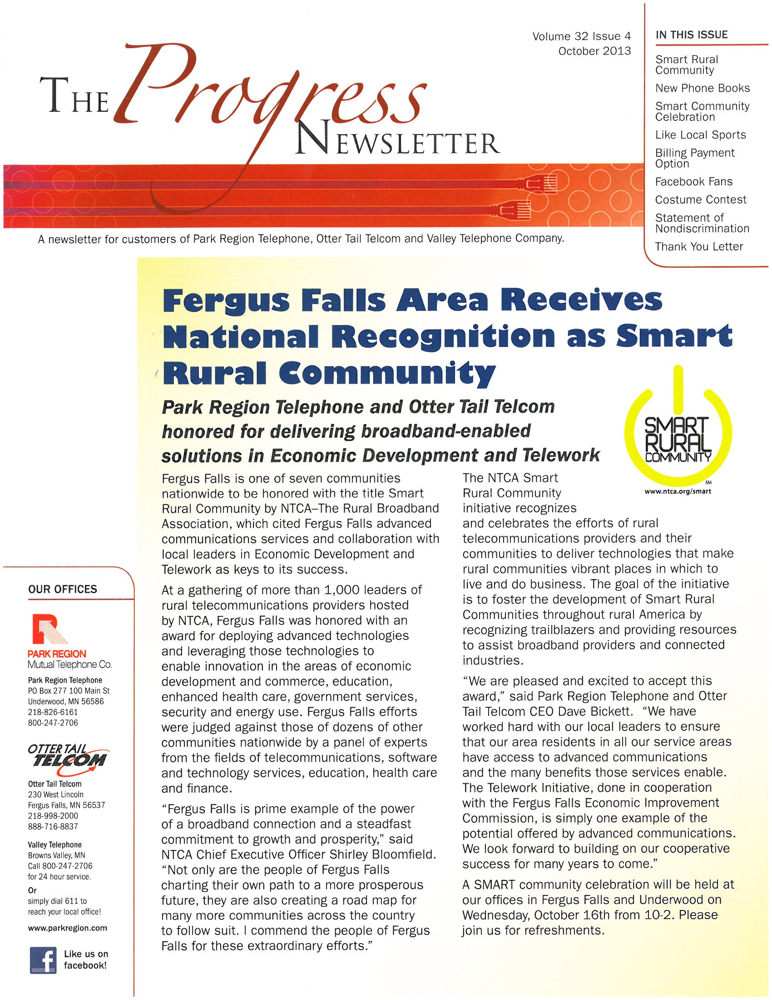 Volume 32 Issue 4
October 2013
THE Progress
NEWSLETTER
IN THIS ISSUE
Smart Rural
Community
New Phone Books
Smart Community
Celebration
Like Local Sports
Billing Payment
Option
Facebook Fans
Costume Contest
Statement of
Nondiscrimination
Thank You Letter
A newsletter for customers of Park Region Telephone, Otter Tail Telcom and Valley Telephone Company.
Fergus Falls Area Receives
National Recognition as Smart
Rural Community
Park Region Telephone and Otter Tail Telcom
honored for delivering broadband-enabled
solutions in Economic Development and Telework
SMART
RURAL
COMMUNITY
SM
www.ntca.org/smart
Fergus Falls is one of seven communities
nationwide to be honored with the title Smart
Rural Community by NTCA–The Rural Broadband
Association, which cited Fergus Falls advanced
communications services and collaboration with
local leaders in Economic Development and
Telework as keys to its success.
At a gathering of more than 1,000 leaders of
rural telecommunications providers hosted
by NTCA, Fergus Falls was honored with an
award for deploying advanced technologies
and leveraging those technologies to
enable innovation in the areas of economic
development and commerce, education,
enhanced health care, government services,
security and energy use. Fergus Falls efforts
were judged against those of dozens of other
communities nationwide by a panel of experts
from the fields of telecommunications, software
and technology services, education, health care
and finance.
“Fergus Falls is prime example of the power
of a broadband connection and a steadfast
commitment to growth and prosperity,” said
NTCA Chief Executive Officer Shirley Bloomfield.
“Not only are the people of Fergus Falls
charting their own path to a more prosperous
future, they are also creating a road map for
many more communities across the country
to follow suit. I commend the people of Fergus
Falls for these extraordinary efforts.”
The NTCA Smart
Rural Community
initiative recognizes
and celebrates the efforts of rural
telecommunications providers and their
communities to deliver technologies that make
rural communities vibrant places in which to
live and do business. The goal of the initiative
is to foster the development of Smart Rural
Communities throughout rural America by
recognizing trailblazers and providing resources
to assist broadband providers and connected
industries.
“We are pleased and excited to accept this
award,” said Park Region Telephone and Otter
Tail Telcom CEO Dave Bickett. “We have
worked hard with our local leaders to ensure
that our area residents in all our service areas
have access to advanced communications
and the many benefits those services enable.
The Telework Initiative, done in cooperation
with the Fergus Falls Economic Improvement
Commission, is simply one example of the
potential offered by advanced communications.
We look forward to building on our cooperative
success for many years to come.”
A SMART community celebration will be held at
our offices in Fergus Falls and Underwood on
Wednesday, October 16th from 10-2. Please
join us for refreshments.
OUR OFFICES
R
PARK REGION
Mutual Telephone Co.
Park Region Telephone
PO Box 277 100 Main St
Underwood, MN 56586
218-826-6161
800-247-2706
OTTER TAIL
TELCOM
Otter Tail Telcom
230 West Lincoln
Fergus Falls, MN 56537
218-998-2000
888-716-8837
Valley Telephone
Browns Valley, MN
Call 800-247-2706
for 24 hour service.
Or
simply dial 611 to
reach your local office!
www.parkregion.com
f
Like us on
facebook!